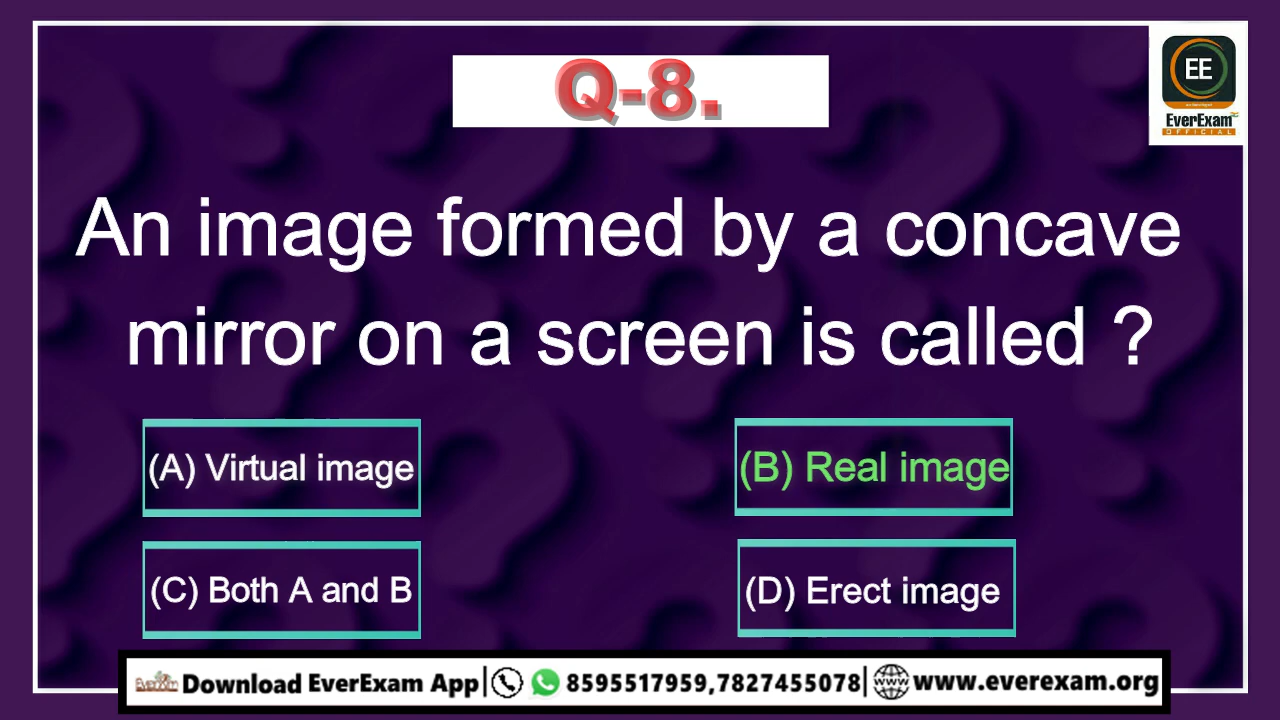 Q-8.
EE
EverExam
OFFICIAL
An image formed by a concave
mirror on a screen is called ?
(A) Virtual image
(B) Real image
(C) Both A and B
(D) Erect image
Download EverExam App| 8595517959,7827455078| www.everexam.org